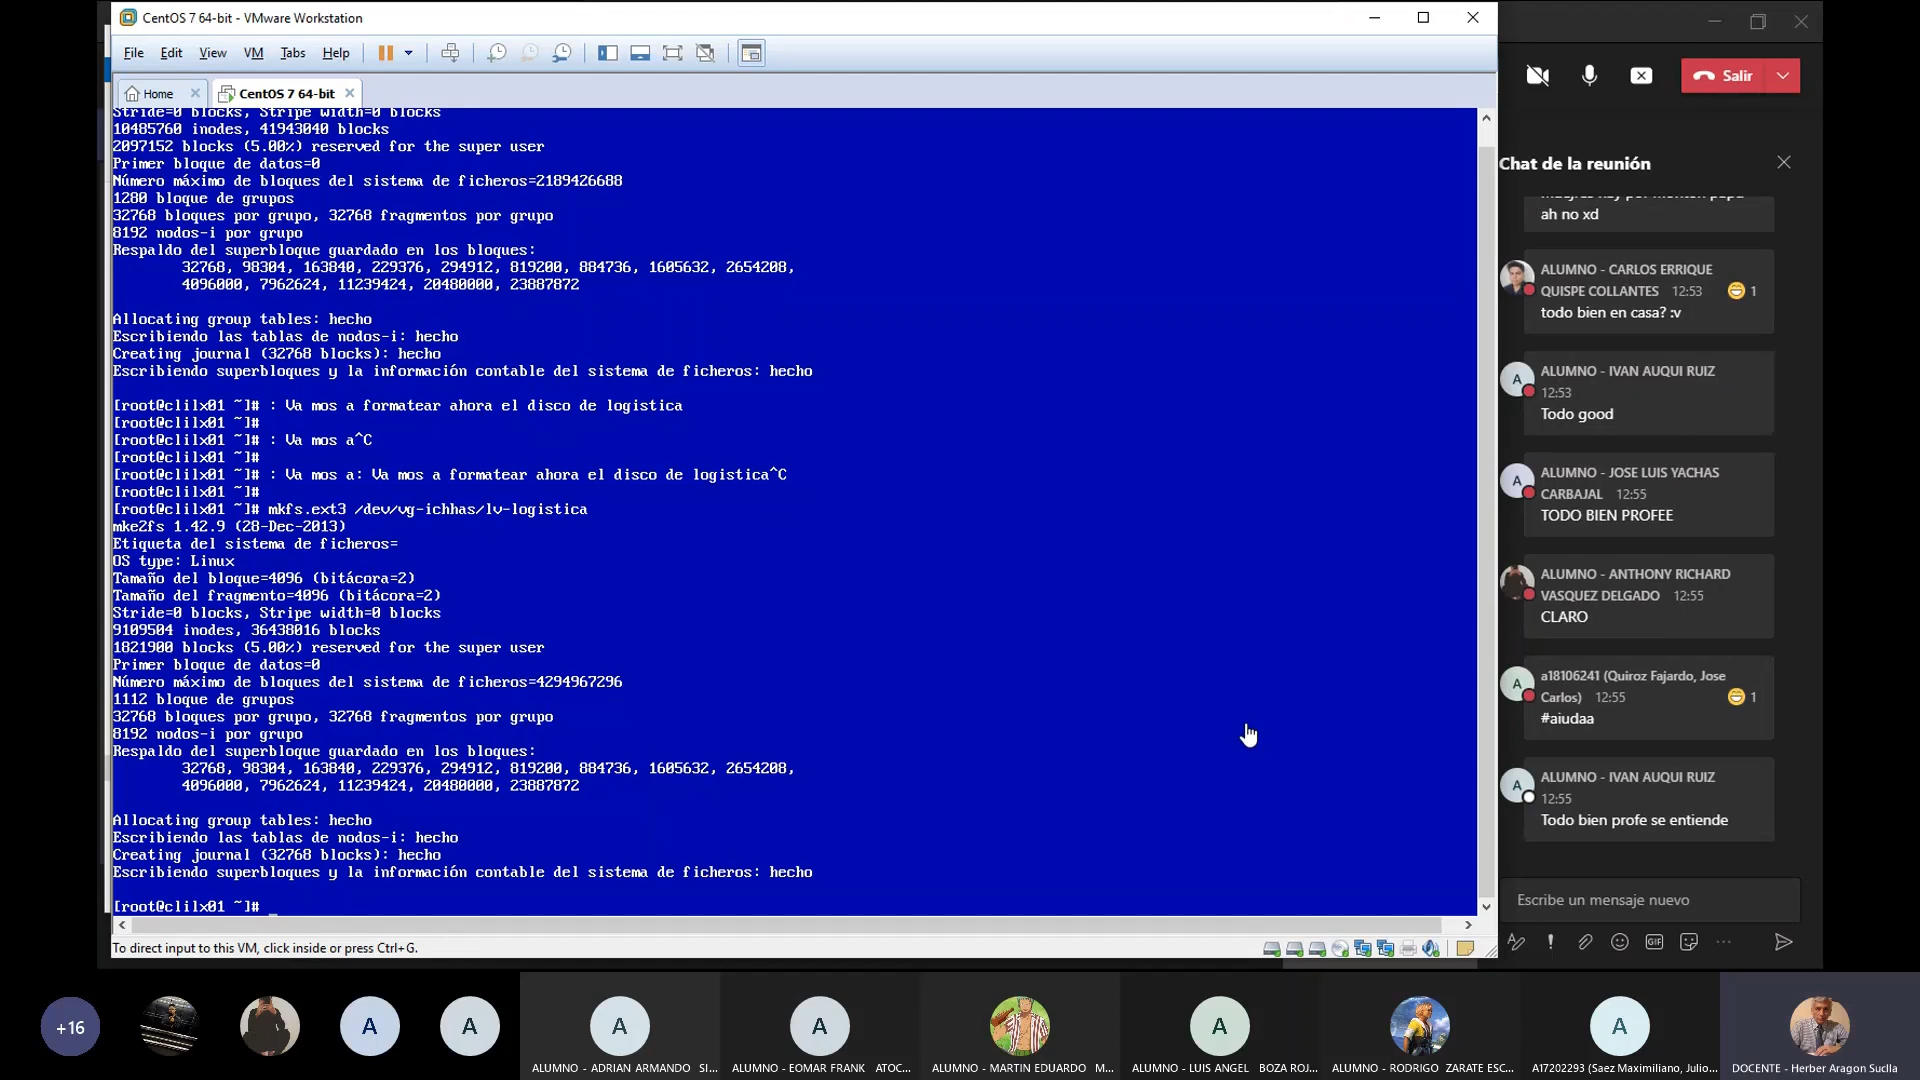 CentOS 7 64-bit - VMware Workstation
File Edit View VM Tabs Help
Home
CentOS 7 64-bit
Stride=0 blocks, Stripe width=0 blocks
10485760 inodes, 41943040 blocks
2097152 blocks (5.00%) reserved for the super user
Primer bloque de datos=0
Número máximo de bloques del sistema de ficheros=2189426688
1280 bloque de grupos
32768 bloques por grupo, 32768 fragmentos por grupo
8192 nodos-i por grupo
Respaldo del superbloque guardado en los bloques:
32768, 98304, 163840, 229376, 294912, 819200, 884736, 1605632, 2654208,
4096000, 7962624, 11239424, 20480000, 23887872
Allocating group tables: hecho
Escribiendo las tablas de nodos-i: hecho
Creating journal (32768 blocks): hecho
Escribiendo superbloques y la información contable del sistema de ficheros: hecho
[root@clilx01 ~]# : Va mos a formatear ahora el disco de logistica
[root@clilx01 ~]#
[root@clilx01 ~]# : Va mos a^C
[root@clilx01 ~]#
[root@clilx01 ~]# : Va mos a: Va mos a formatear ahora el disco de logistica^C
[root@clilx01 ~]#
[root@clilx01 ~]# mkfs.ext3 /dev/vg-ichhas/lv-logistica
mke2fs 1.42.9 (28-Dec-2013)
Etiqueta del sistema de ficheros=
OS type: Linux
Tamaño del bloque=4096 (bitácora=2)
Tamaño del fragmento=4096 (bitácora=2)
Stride=0 blocks, Stripe width=0 blocks
9109504 inodes, 36438016 blocks
1821900 blocks (5.00%) reserved for the super user
Primer bloque de datos=0
Número máximo de bloques del sistema de ficheros=4294967296
1112 bloque de grupos
32768 bloques por grupo, 32768 fragmentos por grupo
8192 nodos-i por grupo
Respaldo del superbloque guardado en los bloques:
32768, 98304, 163840, 229376, 294912, 819200, 884736, 1605632, 2654208,
4096000, 7962624, 11239424, 20480000, 23887872
Allocating group tables: hecho
Escribiendo las tablas de nodos-i: hecho
Creating journal (32768 blocks): hecho
Escribiendo superbloques y la información contable del sistema de ficheros: hecho
[root@clilx01 ~]#
To direct input to this VM, click inside or press Ctrl+G.
Salir
Chat de la reunión
ah no xd
ALUMNO - CARLOS ERRIQUE
QUISPE COLLANTES 12:53 1
todo bien en casa? :v
A
ALUMNO - IVAN AUQUI RUIZ
12:53
Todo good
A
ALUMNO - JOSE LUIS YACHAS
CARBAJAL 12:55
TODO BIEN PROFEE
ALUMNO - ANTHONY RICHARD
VASQUEZ DELGADO 12:55
CLARO
A
a18106241 (Quiroz Fajardo, Jose
Carlos) 12:55 1
#aiudaa
A
ALUMNO - IVAN AUQUI RUIZ
12:55
Todo bien profe se entiende
Escribe un mensaje nuevo
GIF
+16
A
A
A
ALUMNO - ADRIAN ARMANDO SI...
A
ALUMNO - EOMAR FRANK ATOC...
ALUMNO - MARTIN EDUARDO M...
A
ALUMNO - LUIS ANGEL BOZA ROJ...
ALUMNO - RODRIGO ZARATE ESC...
A
A17202293 (Saez Maximiliano, Julio...
DOCENTE - Herber Aragon Suclla